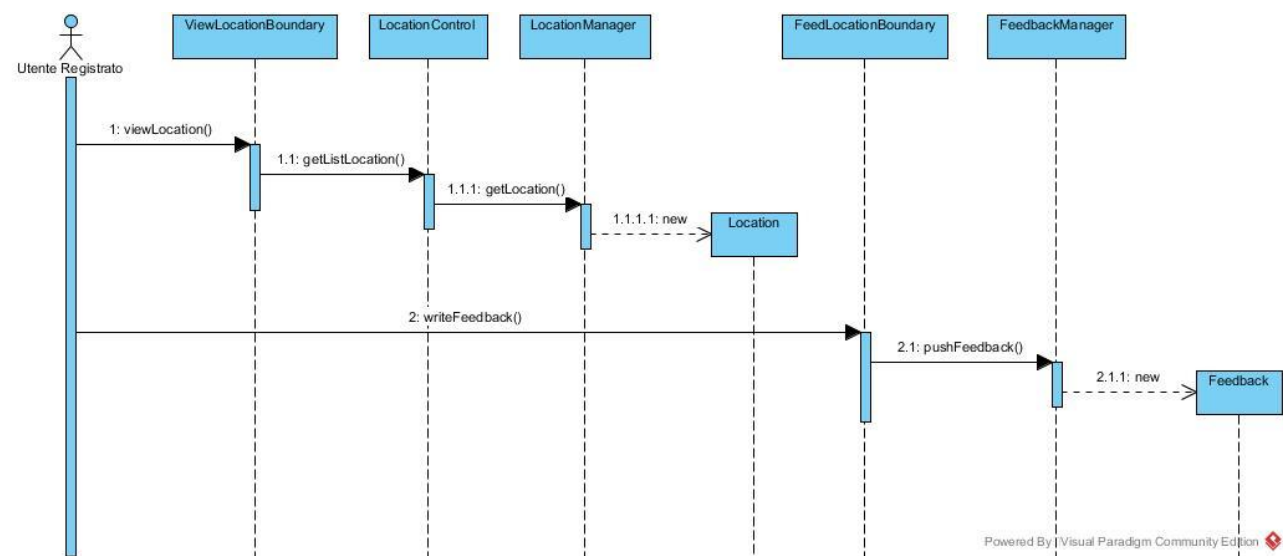 ViewLocationBoundary
LocationControl
LocationManager
FeedLocationBoundary
FeedbackManager
Utente Registrato
1: viewLocation()
1.1: getListLocation()
1.1.1: getLocation()
1.1.1.1: new
Location
2: writeFeedback()
2.1: pushFeedback()
2.1.1: new
Feedback
Powered By Visual Paradigm Community Edition